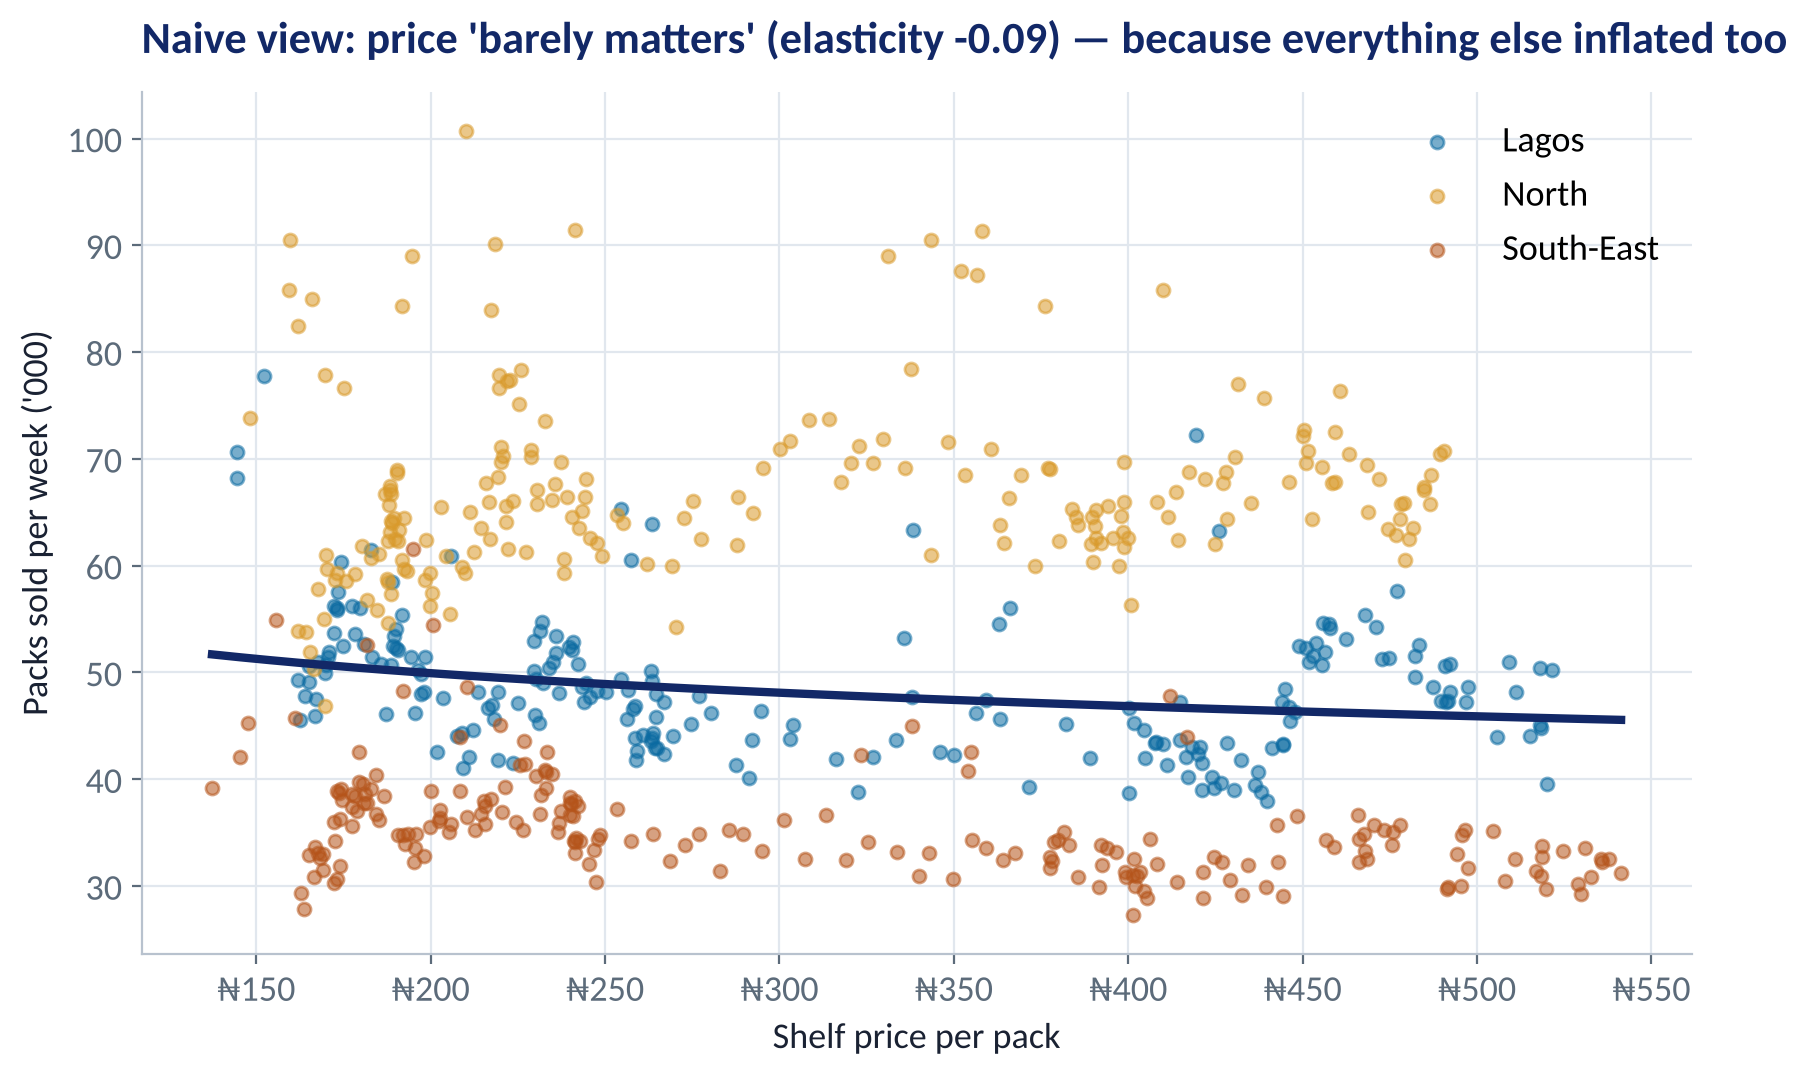 Naive view: price 'barely matters' (elasticity -0.09) — because everything else inflated too
Packs sold per week ('000)
100
90
80
70
60
50
40
30
Lagos
North
South-East
₦150
₦200
₦250
₦300
₦350
₦400
₦450
₦500
₦550
Shelf price per pack